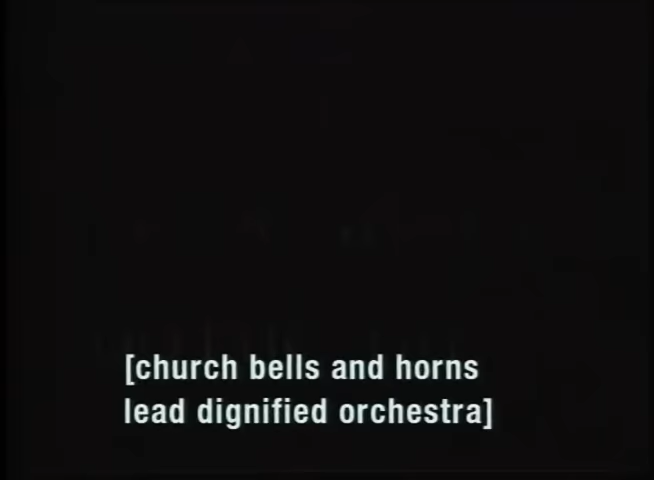 [church bells and horns
lead dignified orchestra]